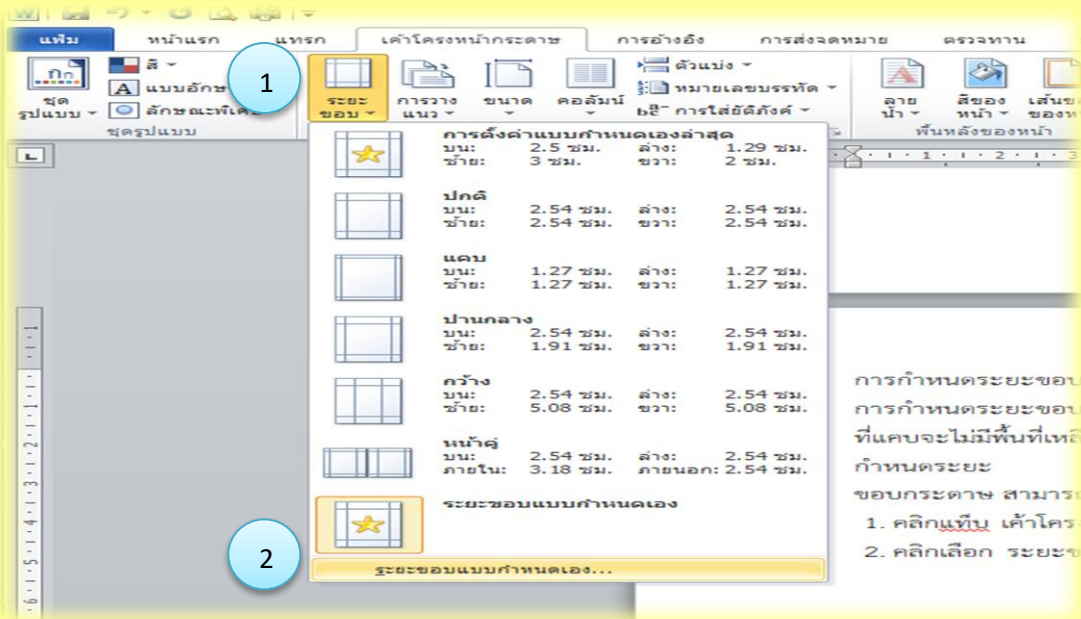 แฟ้ม หน้าแรก แทรก เค้าโครงหน้ากระดาษ การอ้างอิง การส่งจดหมาย ตรวจทาน
1
ชุดรูปแบบ
สี
แบบอักษ
ลักษณะพิเศ
ชุดรูปแบบ
ระยะขอบ
การวางแนว
ขนาด
คอลัมน์
ตัวแบ่ง
หมายเลขบรรทัด
การใส่ยัติภังค์
ลายน้ำ
สีของหน้า
เส้นขอ
ของห
พื้นหลังของหน้า
การตั้งค่าแบบกำหนดเองล่าสุด
บน: 2.5 ซม. ล่าง: 1.29 ซม.
ซ้าย: 3 ซม. ขวา: 2 ซม.
ปกติ
บน: 2.54 ซม. ล่าง: 2.54 ซม.
ซ้าย: 2.54 ซม. ขวา: 2.54 ซม.
แคบ
บน: 1.27 ซม. ล่าง: 1.27 ซม.
ซ้าย: 1.27 ซม. ขวา: 1.27 ซม.
ปานกลาง
บน: 2.54 ซม. ล่าง: 2.54 ซม.
ซ้าย: 1.91 ซม. ขวา: 1.91 ซม.
กว้าง
บน: 2.54 ซม. ล่าง: 2.54 ซม.
ซ้าย: 5.08 ซม. ขวา: 5.08 ซม.
หน้าคู่
บน: 2.54 ซม. ล่าง: 2.54 ซม.
ภายใน: 3.18 ซม. ภายนอก: 2.54 ซม.
ระยะขอบแบบกำหนดเอง
2
ระยะขอบแบบกำหนดเอง...
การกำหนดระยะขอบ
การกำหนดระยะขอบ
ที่แคบจะไม่มีพื้นที่เหลื
กำหนดระยะ
ขอบกระดาษ สามารถ
1. คลิกแท็บ เค้าโคร
2. คลิกเลือก ระยะข